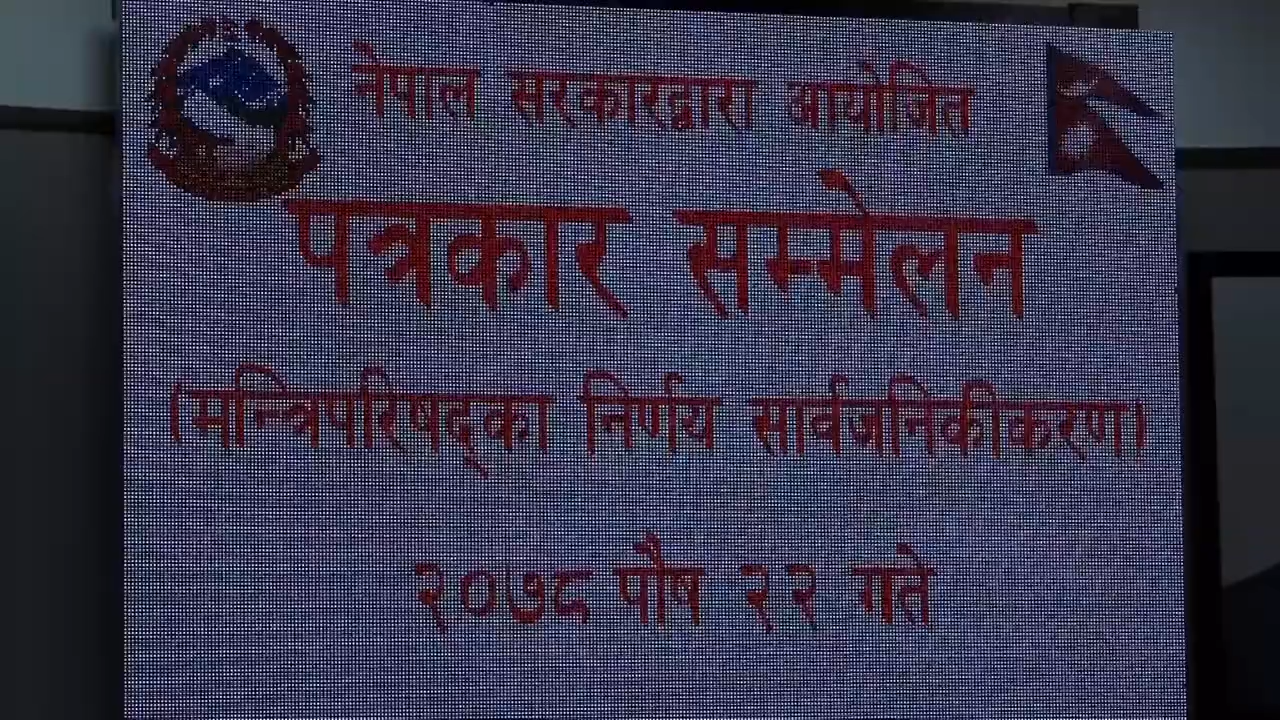 नेपाल सरकारद्वारा आयोजित
पत्रकार सम्मेलन
(मन्त्रिपरिषद्का निर्णय सार्वजनिकीकरण)
२०७८ पौष २२ गते